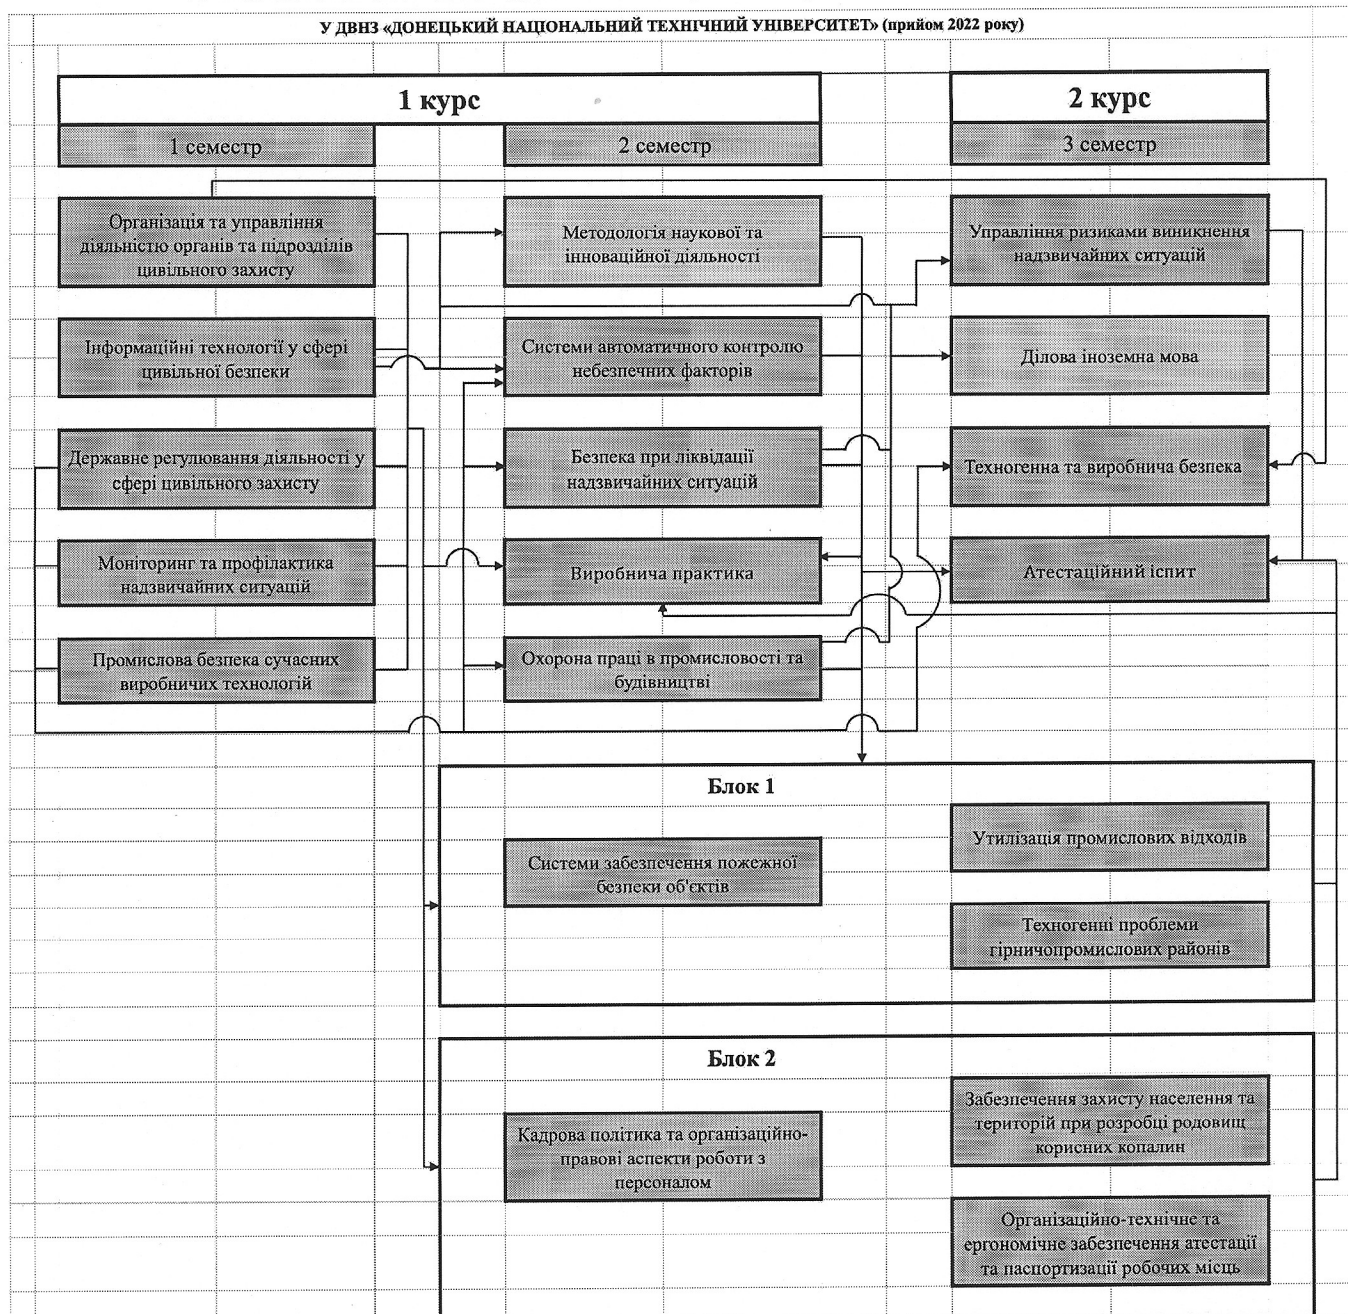 У ДВНЗ «ДОНЕЦЬКИЙ НАЦІОНАЛЬНИЙ ТЕХНІЧНИЙ УНІВЕРСИТЕТ» (прийом 2022 року)
1 курс
2 курс
1 семестр
2 семестр
3 семестр
Організація та управління
діяльністю органів та підрозділів
цивільного захисту
Методологія наукової та
інноваційної діяльності
Управління ризиками виникнення
надзвичайних ситуацій
Інформаційні технології у сфері
цивільної безпеки
Системи автоматичного контролю
небезпечних факторів
Ділова іноземна мова
Державне регулювання діяльності у
сфері цивільного захисту
Безпека при ліквідації
надзвичайних ситуацій
Техногенна та виробнича безпека
Моніторинг та профілактика
надзвичайних ситуацій
Виробнича практика
Атестаційний іспит
Промислова безпека сучасних
виробничих технологій
Охорона праці в промисловості та
будівництві
Блок 1
Системи забезпечення пожежної
безпеки об'єктів
Утилізація промислових відходів
Техногенні проблеми
гірничопромислових районів
Блок 2
Кадрова політика та організаційно-
правові аспекти роботи з
персоналом
Забезпечення захисту населення та
територій при розробці родовищ
корисних копалин
Організаційно-технічне та
ергономічне забезпечення атестації
та паспортизації робочих місць